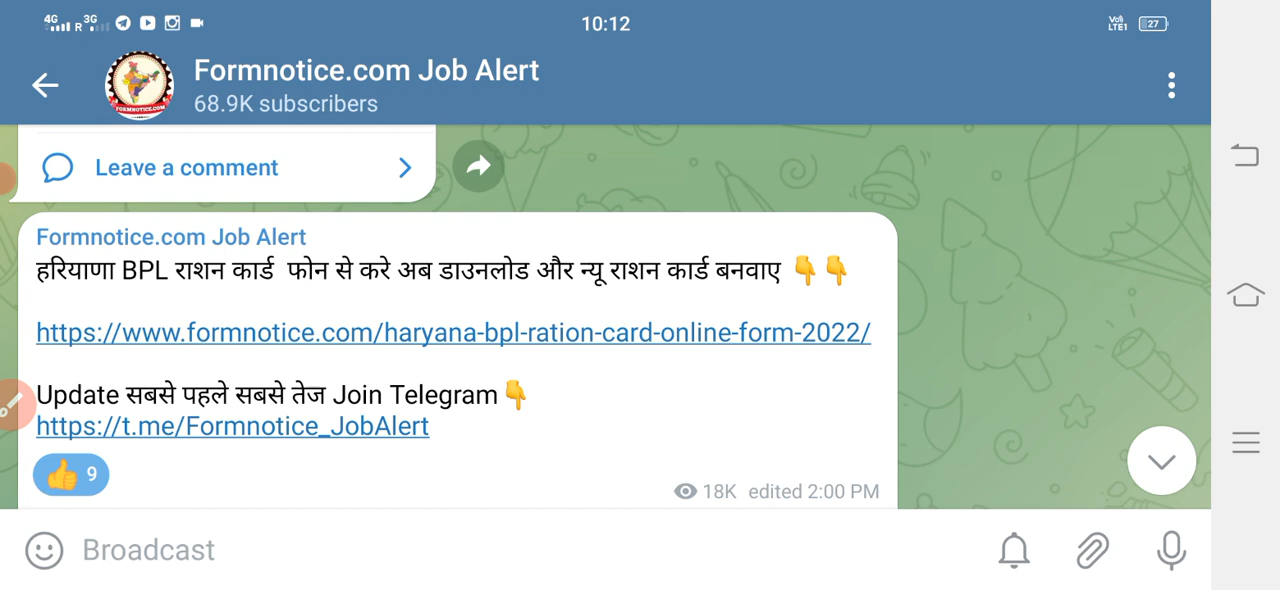 4G R 3G 10:12 Vo)) LTE1 27
Formnotice.com Job Alert
FORMNOTICE.COM
68.9K subscribers
Leave a comment
Formnotice.com Job Alert
हरियाणा BPL राशन कार्ड  फोन से करे अब डाउनलोड और न्यू राशन कार्ड बनवाए 👇👇
https://www.formnotice.com/haryana-bpl-ration-card-online-form-2022/
Update सबसे पहले सबसे तेज Join Telegram👇
https://t.me/Formnotice_JobAlert
👍 9
18K edited 2:00 PM
Broadcast